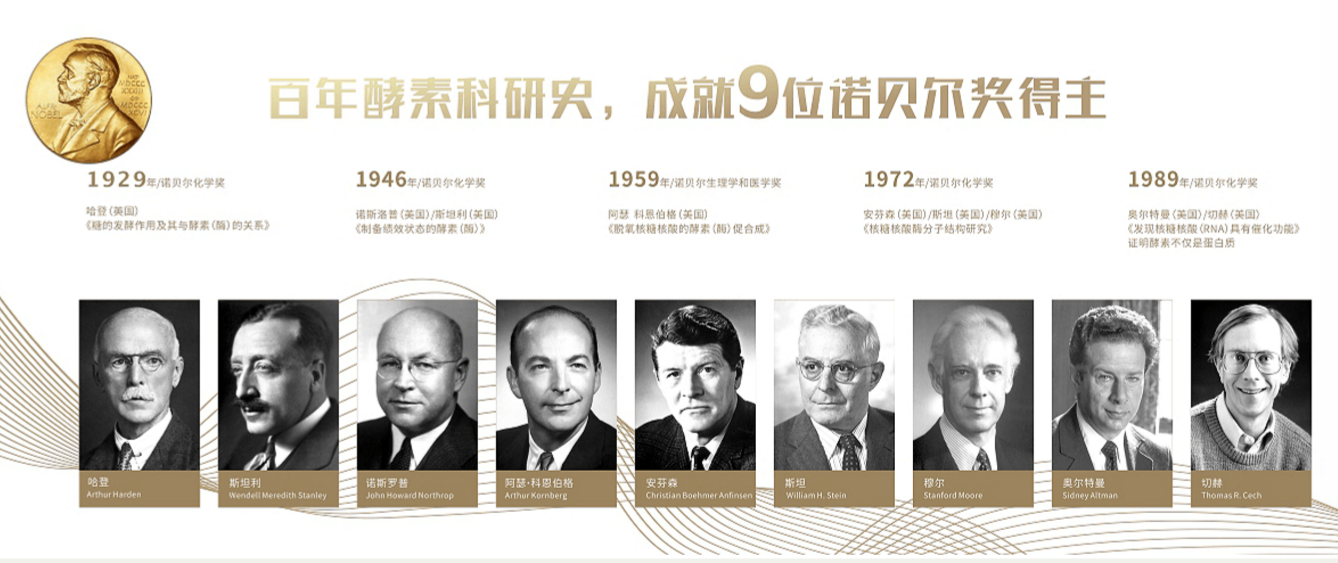 百年酵素科研史，成就9位诺贝尔奖得主
1929年/诺贝尔化学奖
哈登（英国）
《糖的发酵作用及其与酵素（酶）的关系》
1946年/诺贝尔化学奖
诺斯洛普（美国）/斯坦利（美国）
《制备绩效状态的酵素（酶）》
1959年/诺贝尔生理学和医学奖
阿瑟 科恩伯格（美国）
《脱氧核糖核酸的酵素（酶）促合成》
1972年/诺贝尔化学奖
安芬森（美国）/斯坦（美国）/穆尔（美国）
《核糖核酸酶分子结构研究》
1989年/诺贝尔化学奖
奥尔特曼（美国）/切赫（美国）
《发现核糖核酸（RNA）具有催化功能》
证明酵素不仅是蛋白质
哈登
Arthur Harden
斯坦利
Wendell Meredith Stanley
诺斯罗普
John Howard Northrop
阿瑟·科恩伯格
Arthur Kornberg
安芬森
Christian Boehmer Anfinsen
斯坦
William H. Stein
穆尔
Stanford Moore
奥尔特曼
Sidney Altman
切赫
Thomas R. Cech